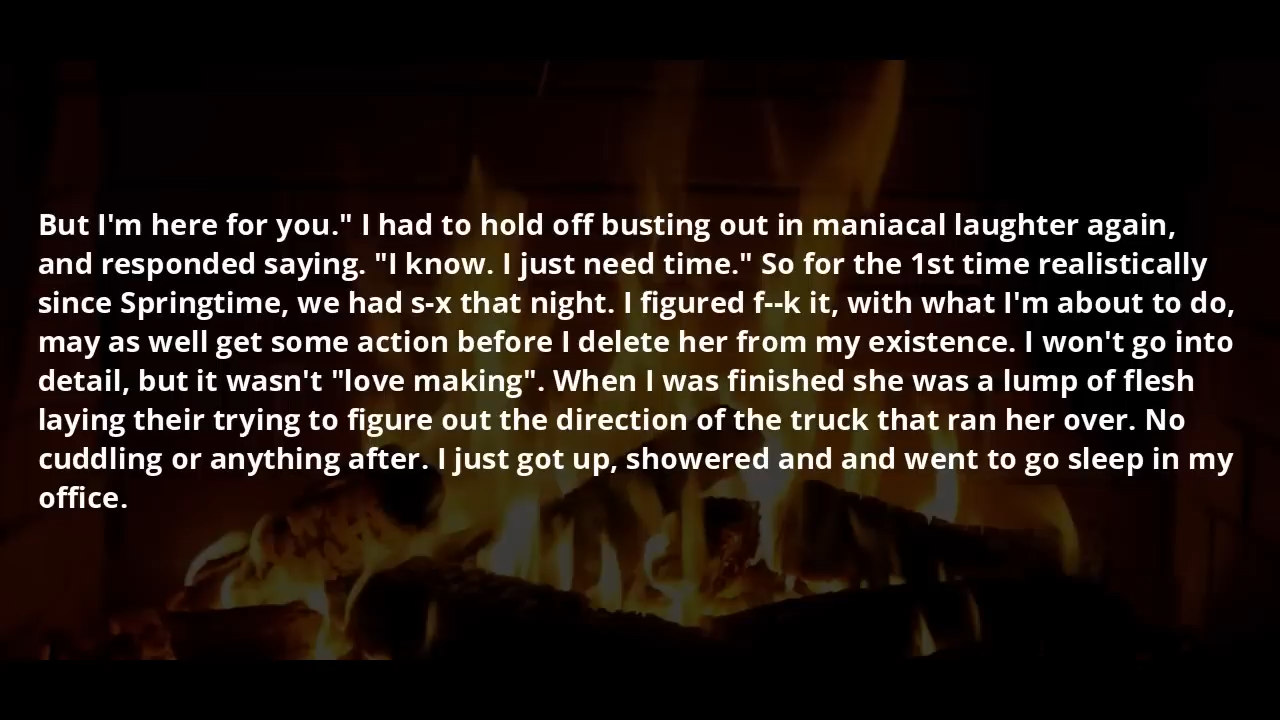 But I'm here for you." I had to hold off busting out in maniacal laughter again,
and responded saying. "I know. I just need time." So for the 1st time realistically
since Springtime, we had s-x that night. I figured f--k it, with what I'm about to do,
may as well get some action before I delete her from my existence. I won't go into
detail, but it wasn't "love making". When I was finished she was a lump of flesh
laying their trying to figure out the direction of the truck that ran her over. No
cuddling or anything after. I just got up, showered and and went to go sleep in my
office.